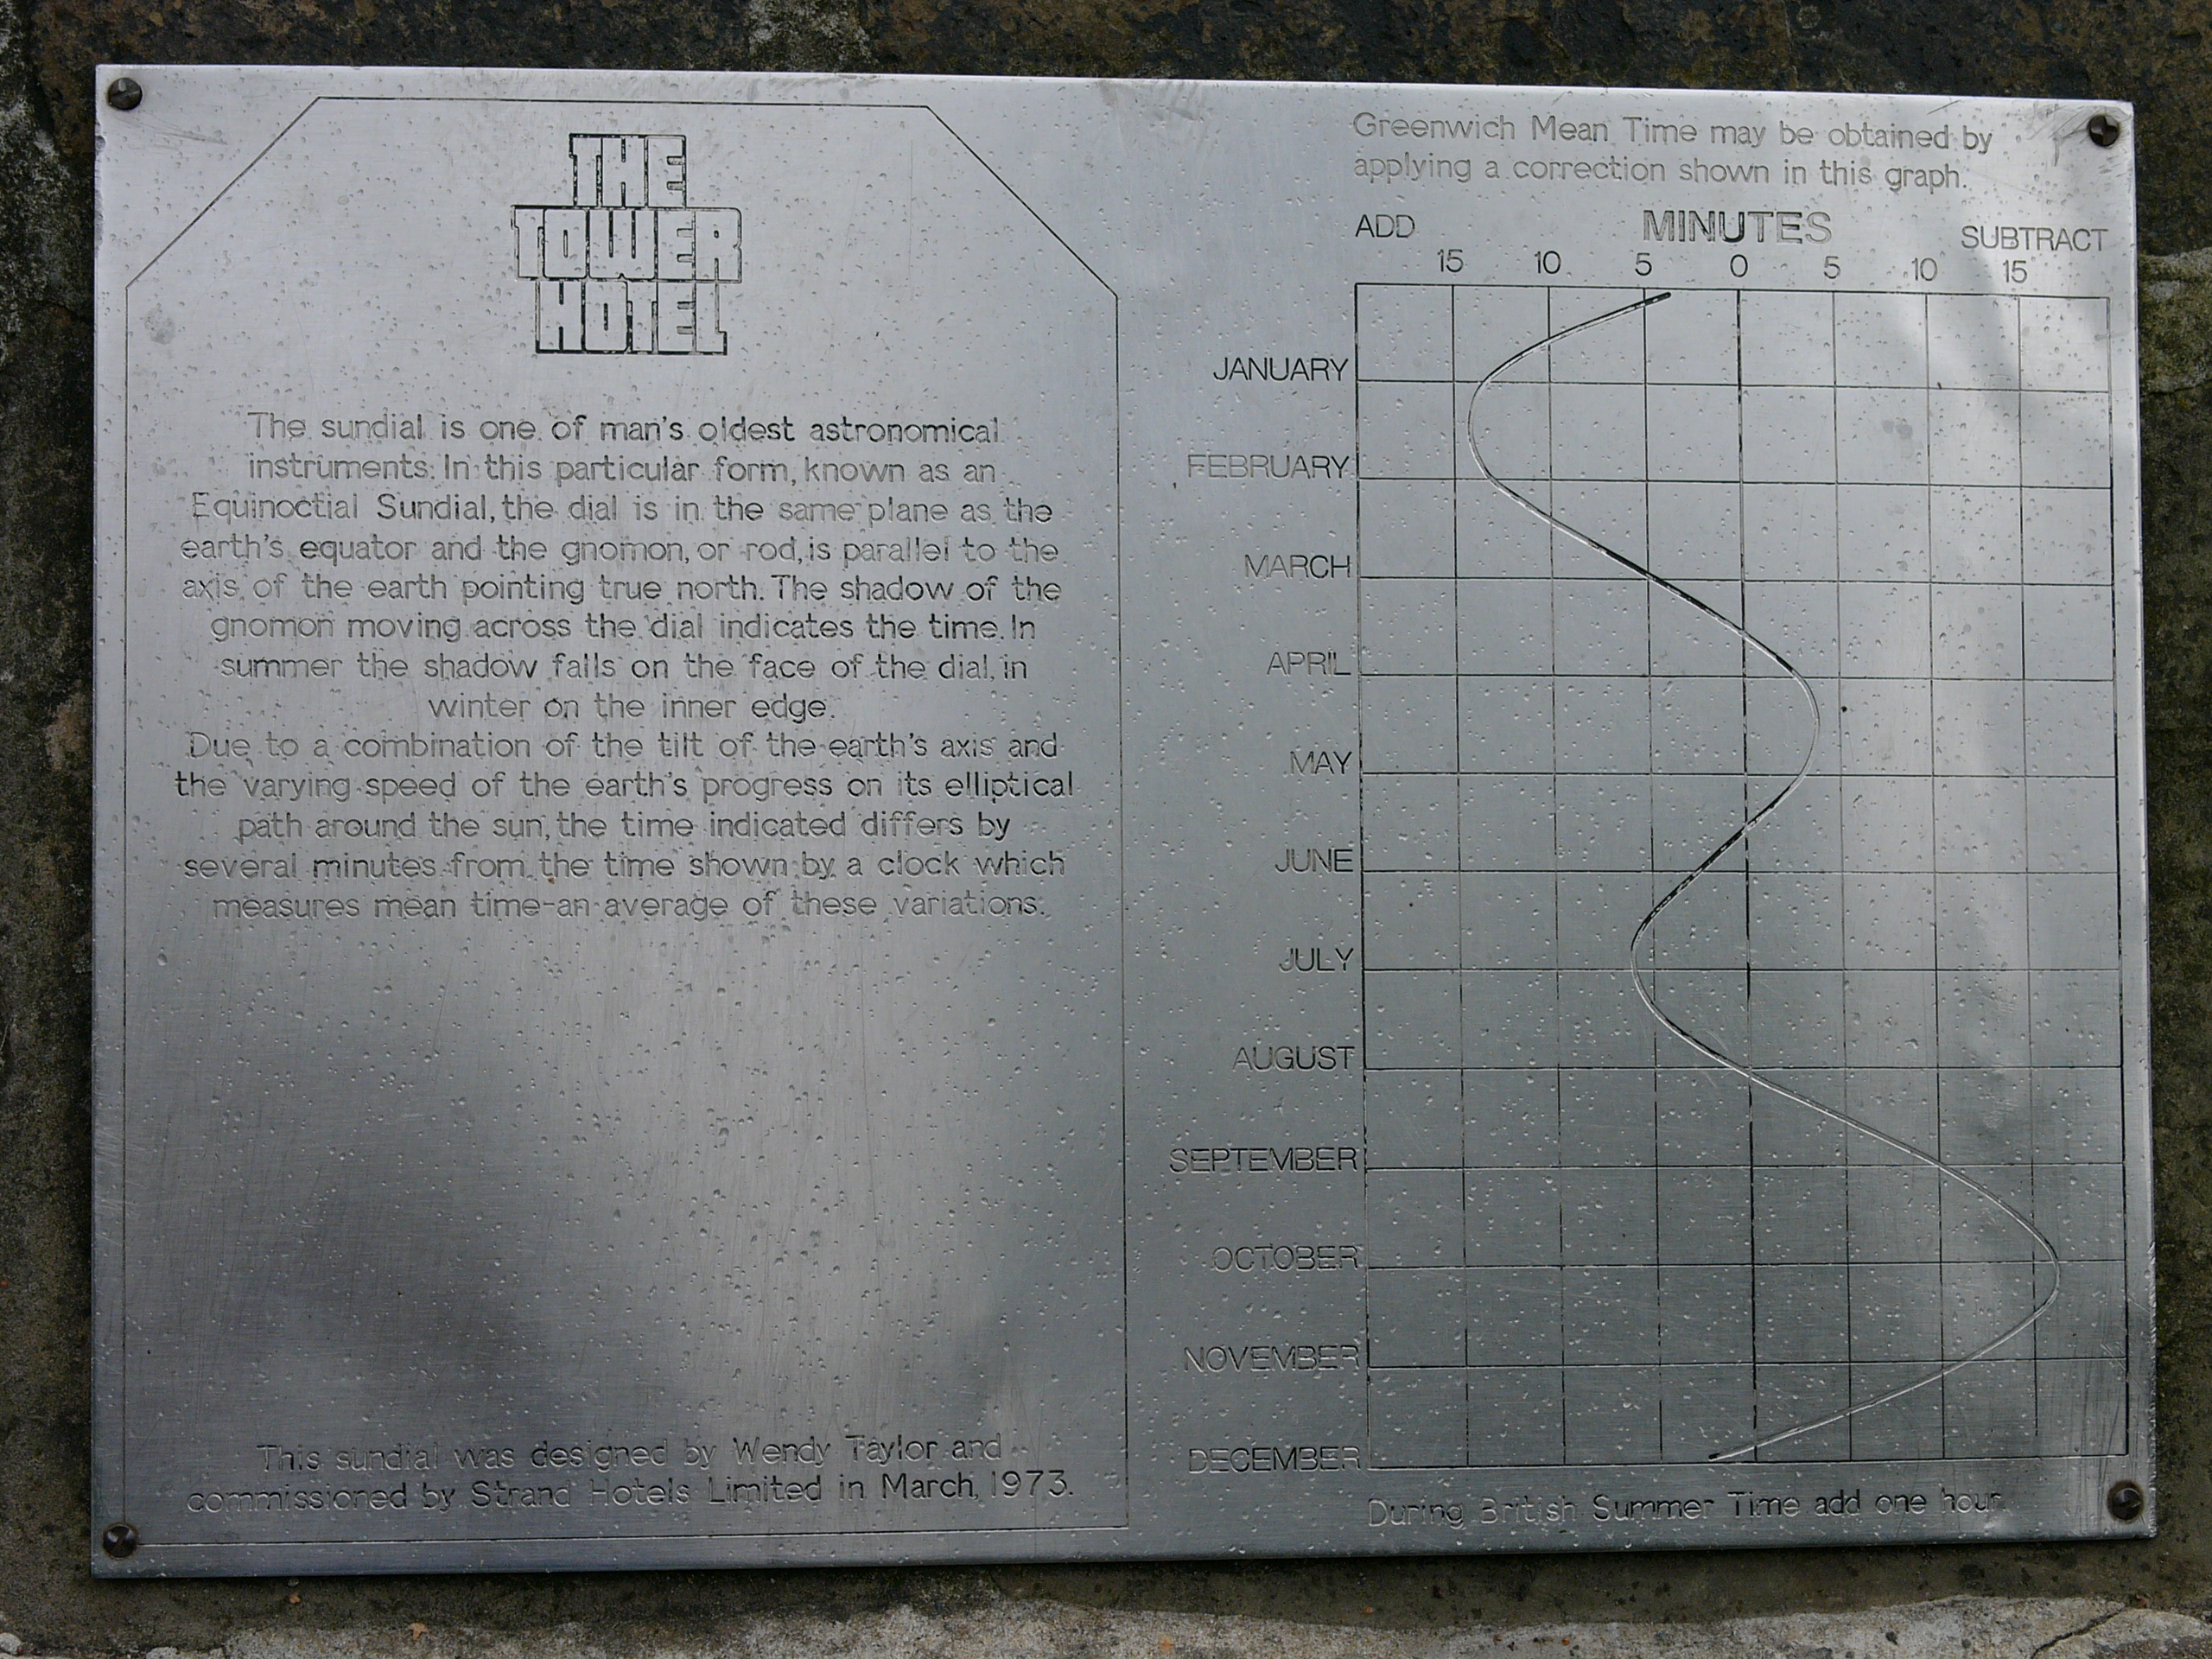 THE
TOWER
HOTEL
The sundial is one of man's oldest astronomical
instruments. In this particular form, known as an
Equinoctial Sundial, the dial is in the same plane as the
earth's equator and the gnomon, or rod, is parallel to the
axis of the earth pointing true north. The shadow of the
gnomon moving across the dial indicates the time. In
summer the shadow falls on the face of the dial, in
winter on the inner edge.
Due to a combination of the tilt of the earth's axis and
the varying speed of the earth's progress on its elliptical
path around the sun, the time indicated differs by
several minutes from the time shown by a clock which
measures mean time-an average of these variations.
This sundial was designed by Wendy Taylor and
commissioned by Strand Hotels Limited in March, 1973.
Greenwich Mean Time may be obtained by
applying a correction shown in this graph.
ADD MINUTES SUBTRACT
15 10 5 0 5 10 15
JANUARY
FEBRUARY
MARCH
APRIL
MAY
JUNE
JULY
AUGUST
SEPTEMBER
OCTOBER
NOVEMBER
DECEMBER
During British Summer Time add one hour.